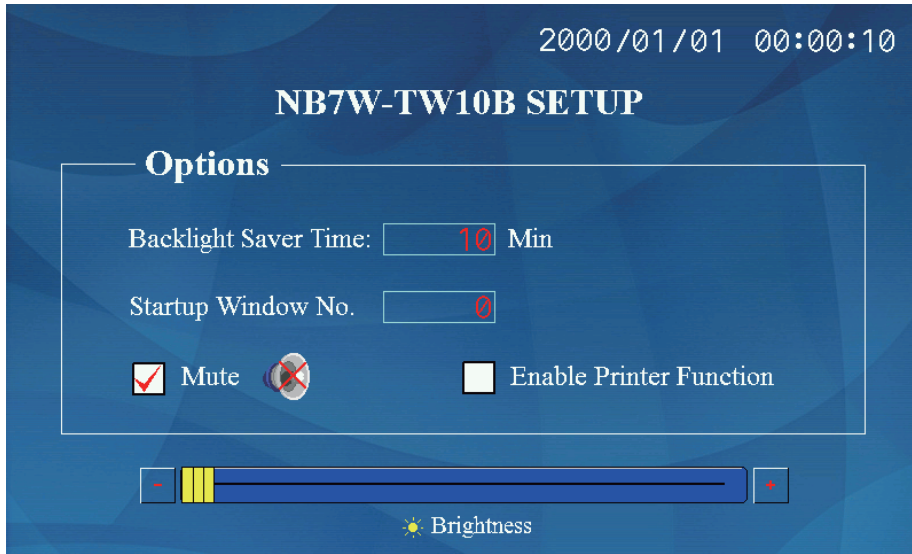 2000/01/01 00:00:10
NB7W-TW10B SETUP
Options
Backlight Saver Time: 10 Min
Startup Window No. 0
Mute Enable Printer Function
- +
Brightness